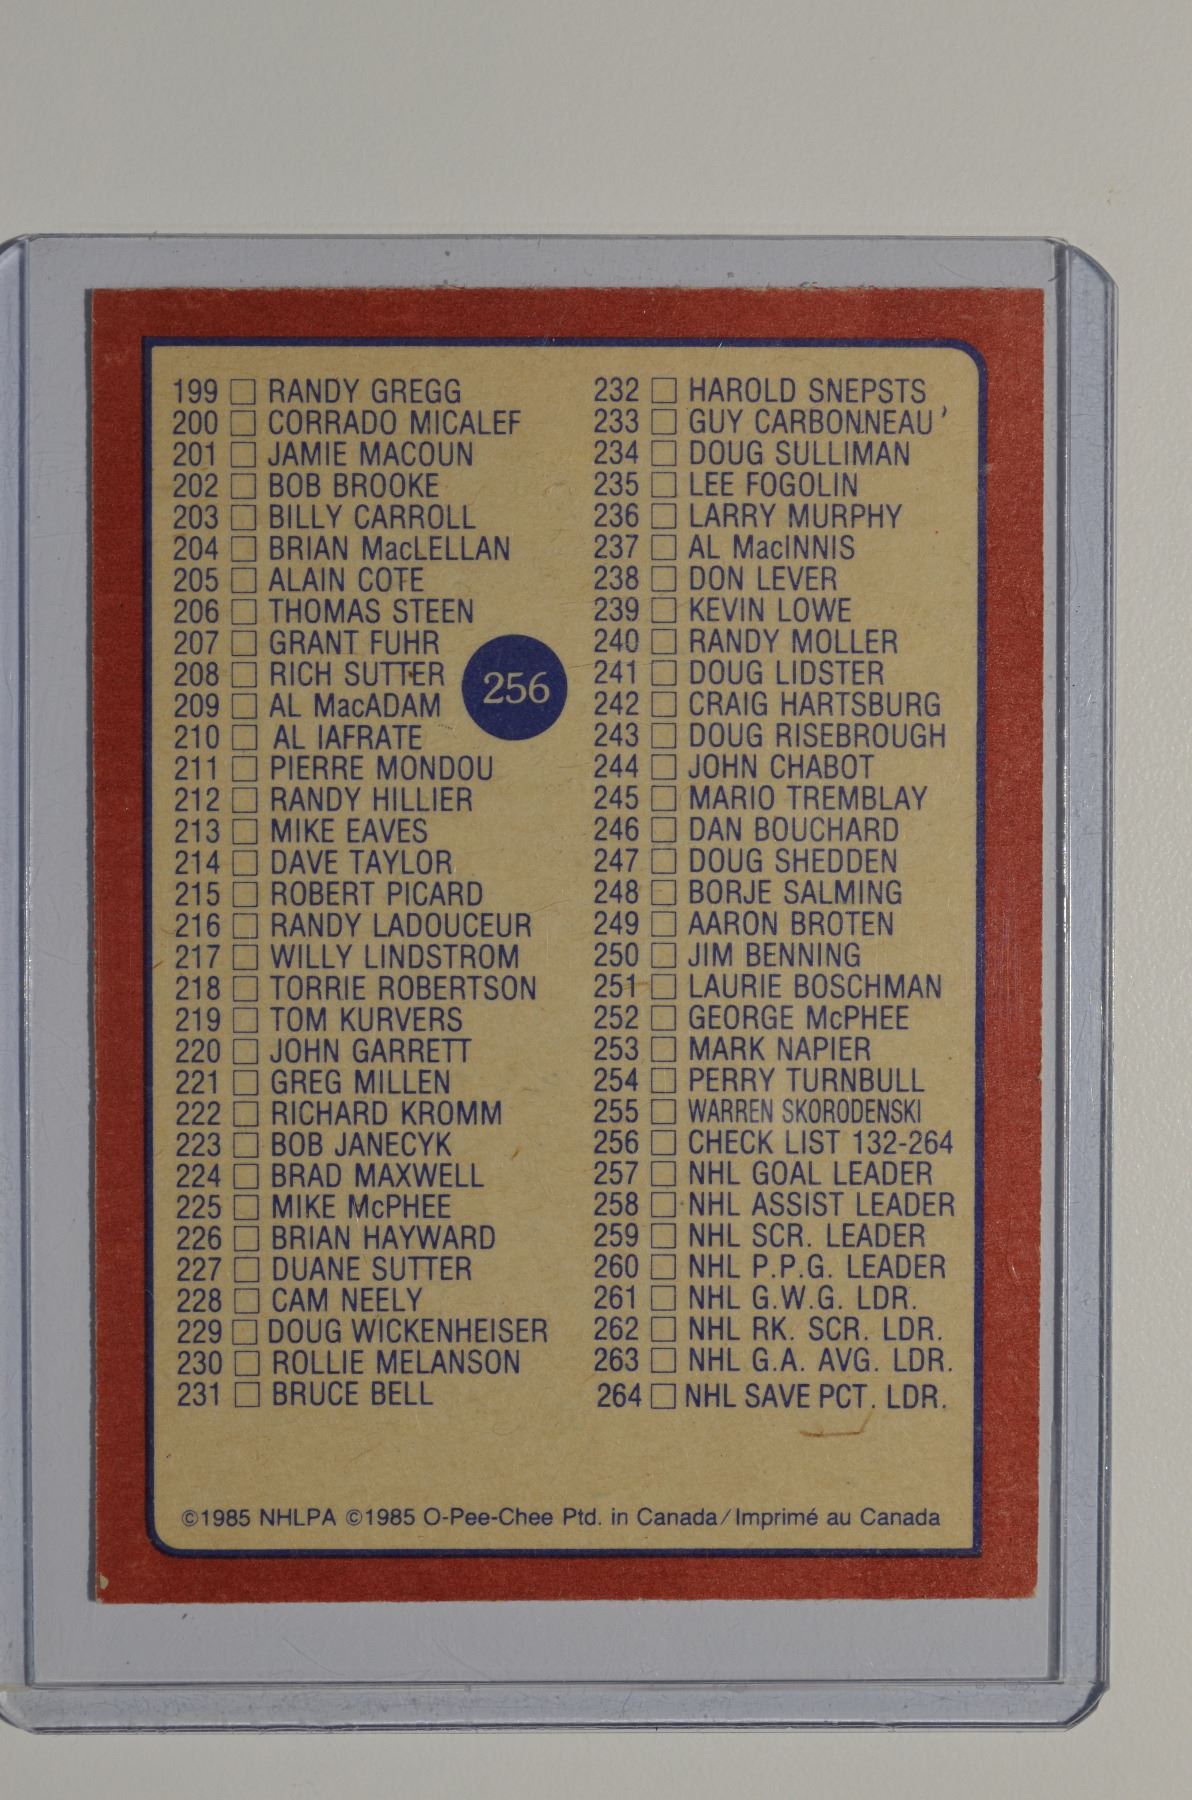 199 RANDY GREGG
200 CORRADO MICALEF
201 JAMIE MACOUN
202 BOB BROOKE
203 BILLY CARROLL
204 BRIAN MacLELLAN
205 ALAIN COTE
206 THOMAS STEEN
207 GRANT FUHR
208 RICH SUTTER
209 AL MacADAM
210 AL IAFRATE
211 PIERRE MONDOU
212 RANDY HILLIER
213 MIKE EAVES
214 DAVE TAYLOR
215 ROBERT PICARD
216 RANDY LADOUCEUR
217 WILLY LINDSTROM
218 TORRIE ROBERTSON
219 TOM KURVERS
220 JOHN GARRETT
221 GREG MILLEN
222 RICHARD KROMM
223 BOB JANECYK
224 BRAD MAXWELL
225 MIKE McPHEE
226 BRIAN HAYWARD
227 DUANE SUTTER
228 CAM NEELY
229 DOUG WICKENHEISER
230 ROLLIE MELANSON
231 BRUCE BELL
256
232 HAROLD SNEPSTS
233 GUY CARBONNEAU
234 DOUG SULLIMAN
235 LEE FOGOLIN
236 LARRY MURPHY
237 AL MacINNIS
238 DON LEVER
239 KEVIN LOWE
240 RANDY MOLLER
241 DOUG LIDSTER
242 CRAIG HARTSBURG
243 DOUG RISEBROUGH
244 JOHN CHABOT
245 MARIO TREMBLAY
246 DAN BOUCHARD
247 DOUG SHEDDEN
248 BORJE SALMING
249 AARON BROTEN
250 JIM BENNING
251 LAURIE BOSCHMAN
252 GEORGE McPHEE
253 MARK NAPIER
254 PERRY TURNBULL
255 WARREN SKORODENSKI
256 CHECK LIST 132-264
257 NHL GOAL LEADER
258 NHL ASSIST LEADER
259 NHL SCR. LEADER
260 NHL P.P.G. LEADER
261 NHL G.W.G. LDR.
262 NHL RK. SCR. LDR.
263 NHL G.A. AVG. LDR.
264 NHL SAVE PCT. LDR.
©1985 NHLPA ©1985 O-Pee-Chee Ptd. in Canada/Imprimé au Canada